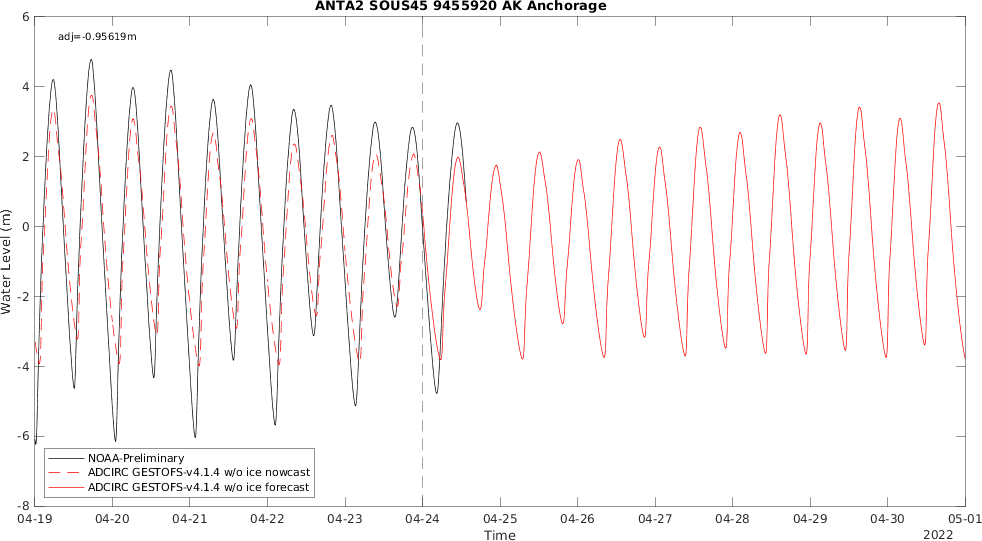 ANTA2 SOUS45 9455920 AK Anchorage
adj=-0.95619m
6
4
2
0
-2
-4
-6
-8
Water Level (m)
NOAA-Preliminary
ADCIRC GESTOFS-v4.1.4 w/o ice nowcast
ADCIRC GESTOFS-v4.1.4 w/o ice forecast
04-19 04-20 04-21 04-22 04-23 04-24 04-25 04-26 04-27 04-28 04-29 04-30 05-01
Time
2022